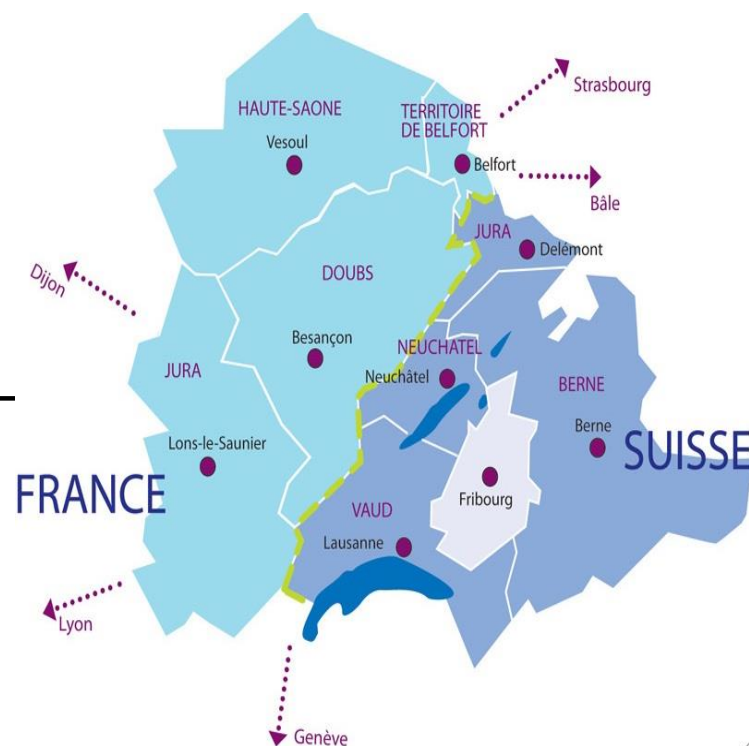 Strasbourg
HAUTE-SAONE
TERRITOIRE
DE BELFORT
Vesoul
Belfort
Bâle
JURA
Delémont
DOUBS
Dijon
Besançon
NEUCHATEL
JURA
Neuchâtel
BERNE
Berne
Lons-le-Saunier
SUISSE
FRANCE
Fribourg
VAUD
Lausanne
Lyon
Genève